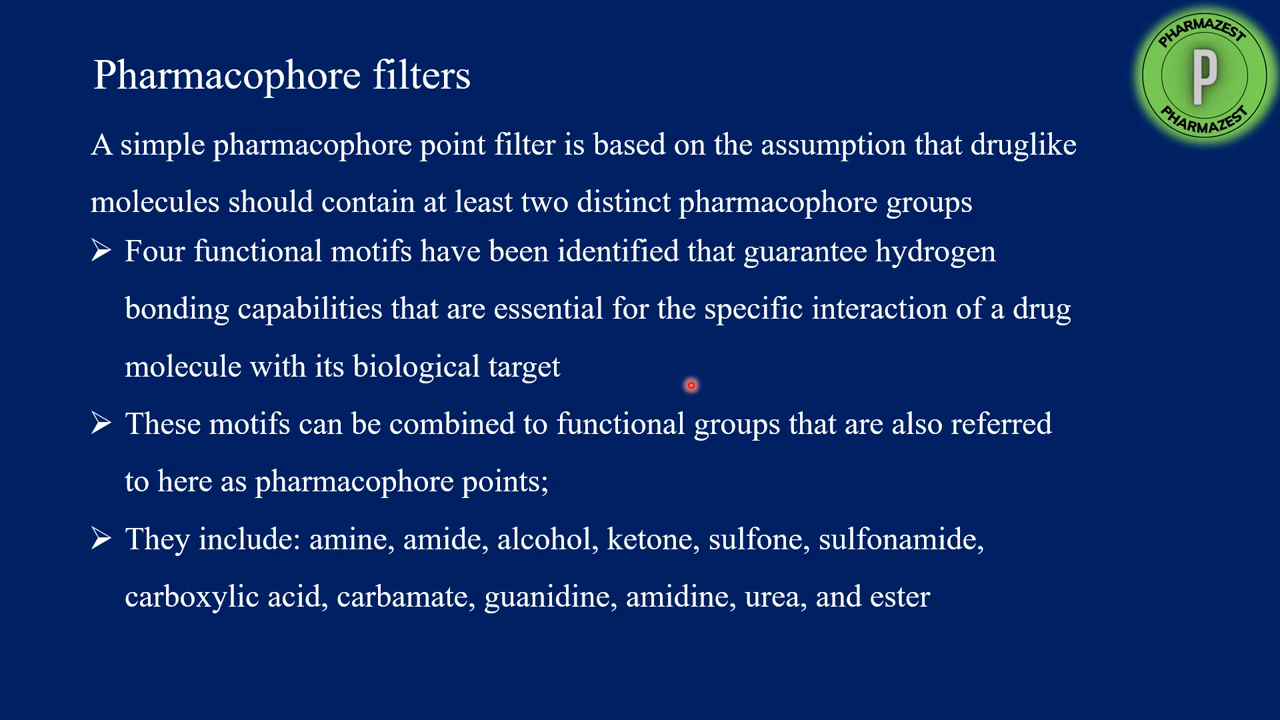 Pharmacophore filters
A simple pharmacophore point filter is based on the assumption that druglike
molecules should contain at least two distinct pharmacophore groups
➢ Four functional motifs have been identified that guarantee hydrogen
bonding capabilities that are essential for the specific interaction of a drug
molecule with its biological target
➢ These motifs can be combined to functional groups that are also referred
to here as pharmacophore points;
➢ They include: amine, amide, alcohol, ketone, sulfone, sulfonamide,
carboxylic acid, carbamate, guanidine, amidine, urea, and ester
PHARMAZEST
P
PHARMAZEST